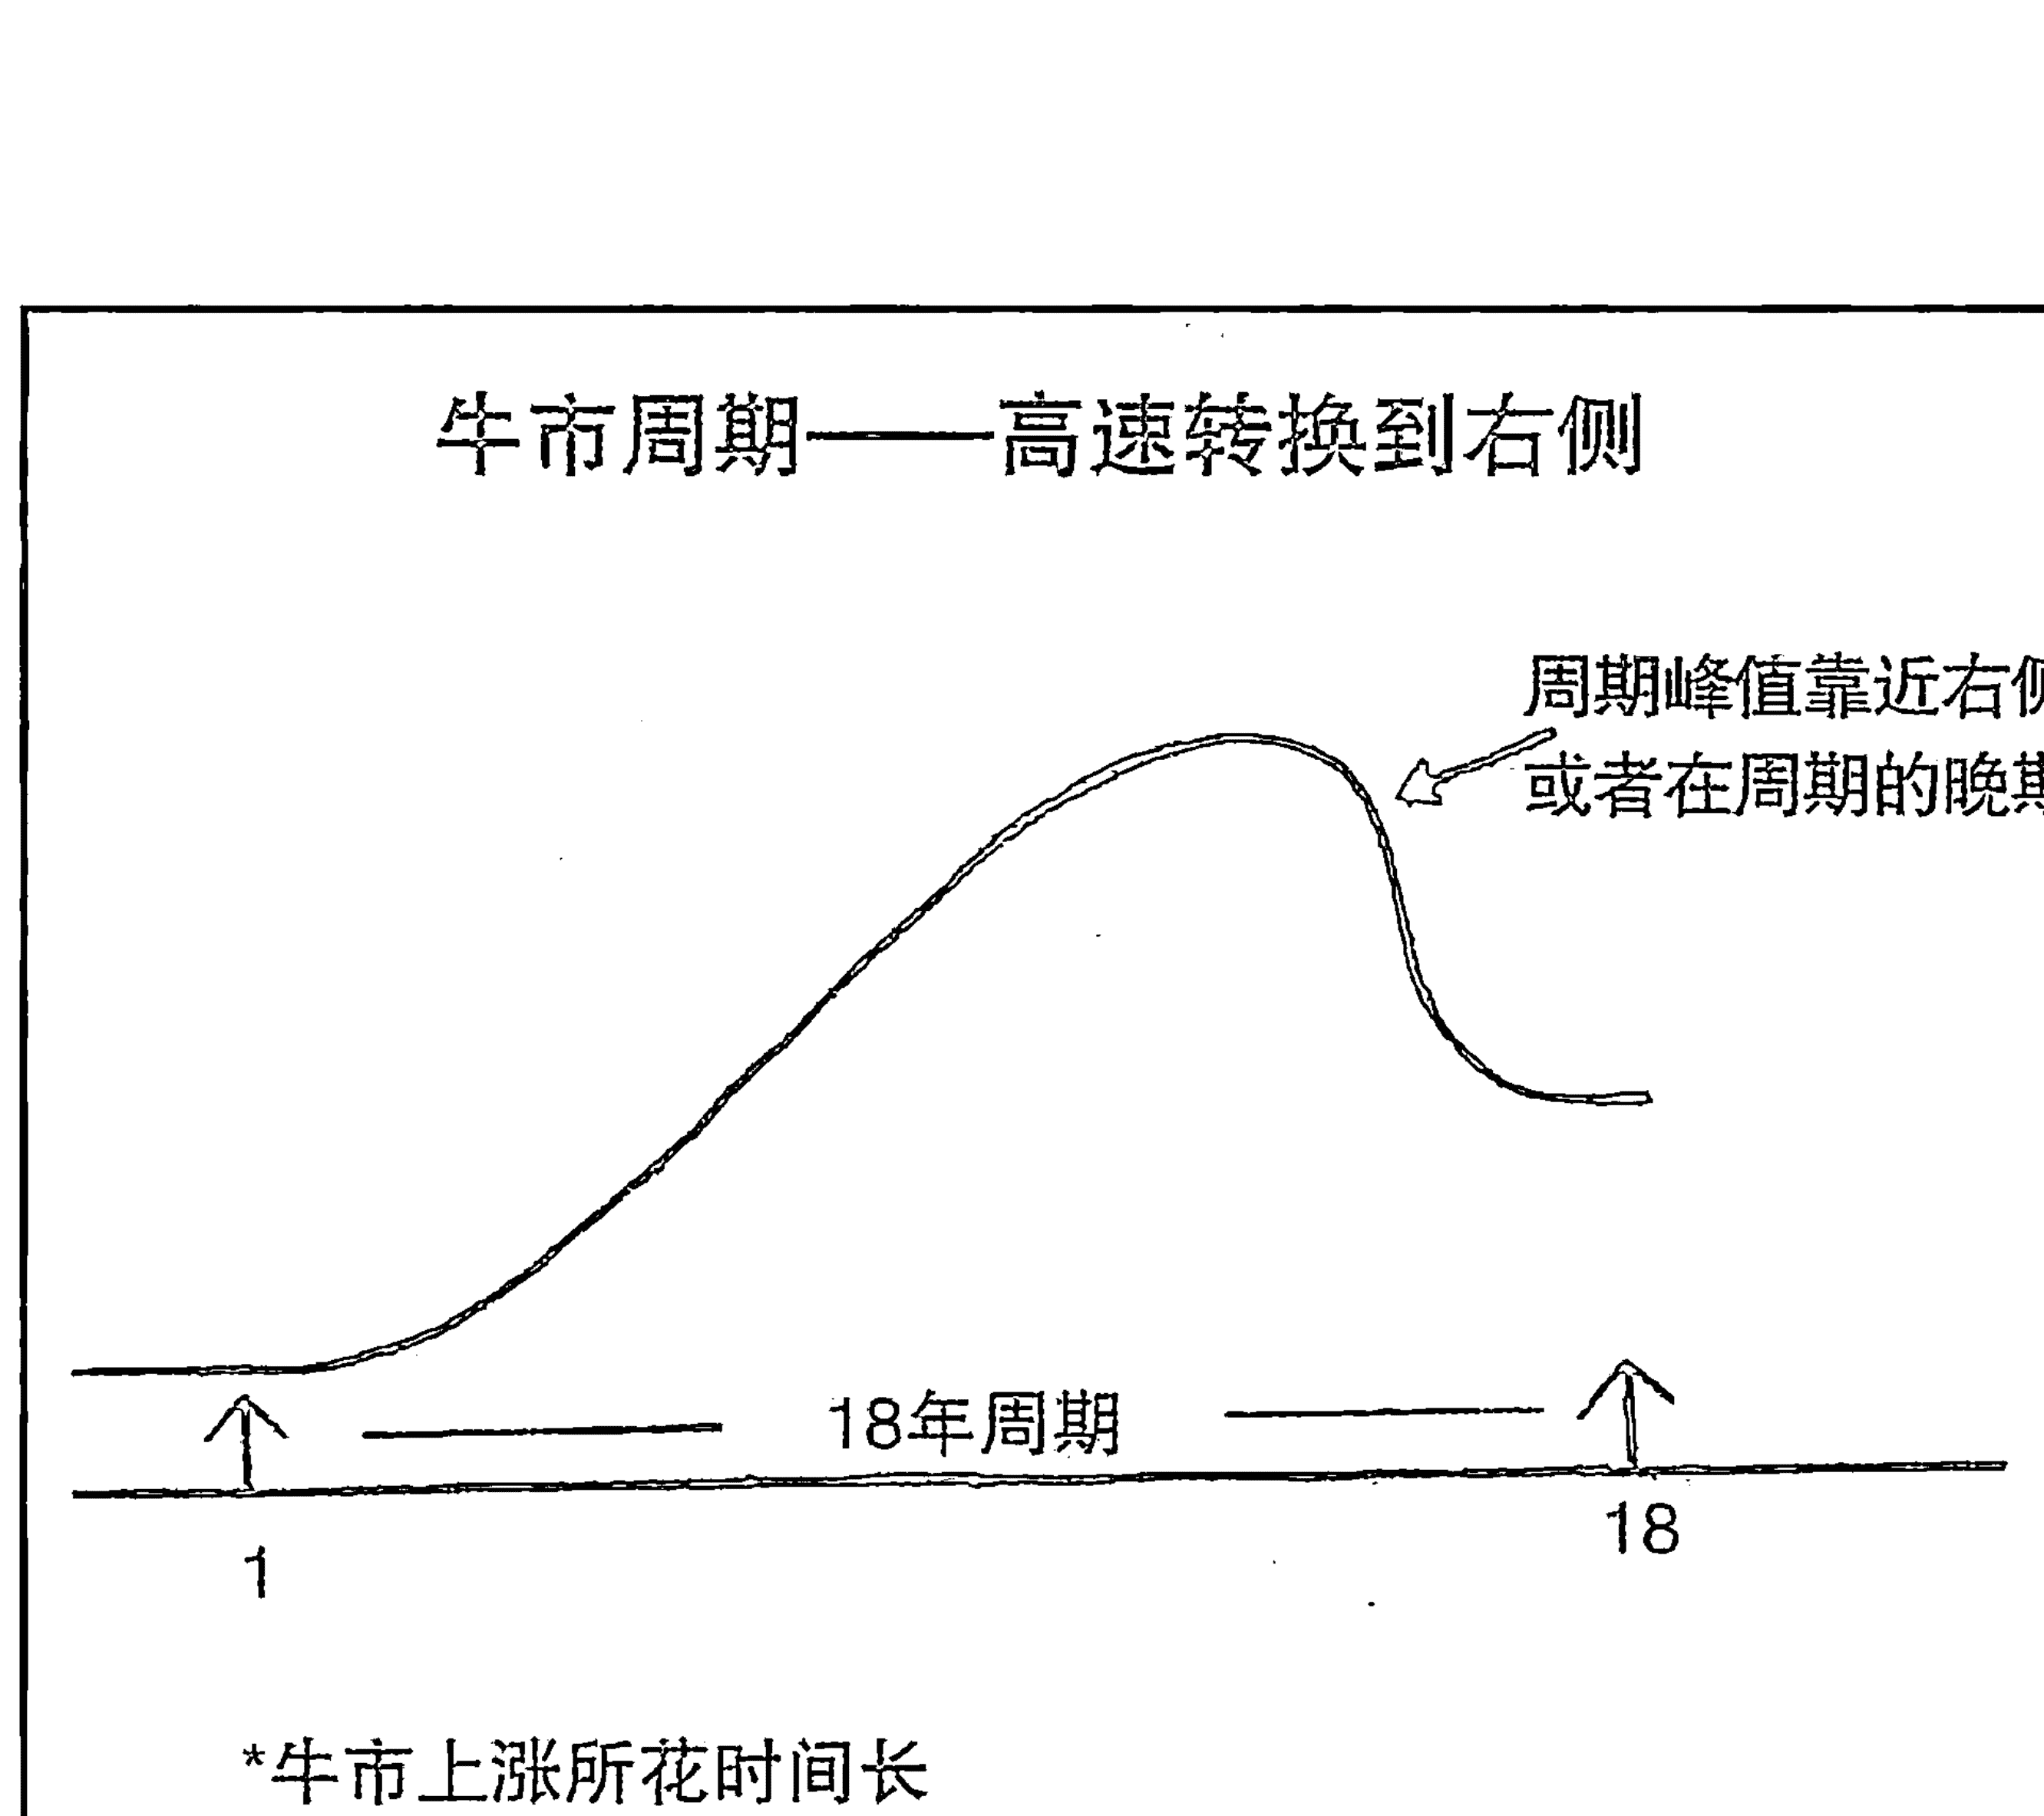 牛市周期——高速转换到右侧
周期峰值靠近右侧
或者在周期的晚期
18年周期
1
18
*牛市上涨所花时间长